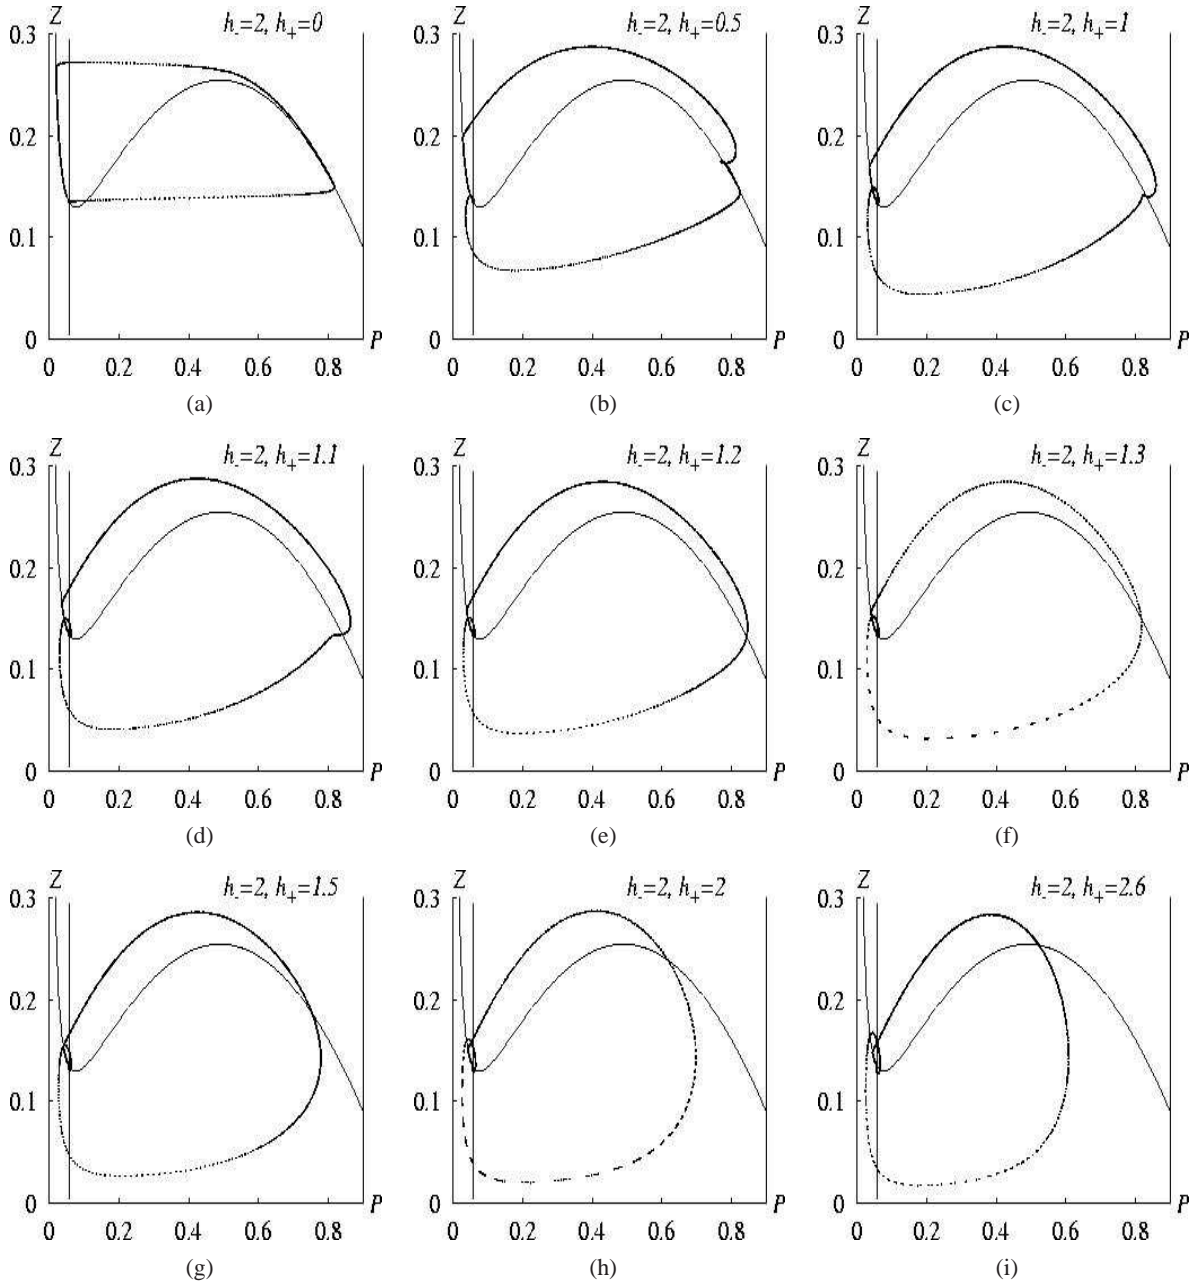 Z
h_=2, h+=0
0.3
0.2
0.1
0
P
0 0.2 0.4 0.6 0.8
(a)
Z
h_=2, h+=0.5
0.3
0.2
0.1
0
P
0 0.2 0.4 0.6 0.8
(b)
Z
h_=2, h+=1
0.3
0.2
0.1
0
P
0 0.2 0.4 0.6 0.8
(c)
Z
h_=2, h+=1.1
0.3
0.2
0.1
0
P
0 0.2 0.4 0.6 0.8
(d)
Z
h_=2, h+=1.2
0.3
0.2
0.1
0
P
0 0.2 0.4 0.6 0.8
(e)
Z
h_=2, h+=1.3
0.3
0.2
0.1
0
P
0 0.2 0.4 0.6 0.8
(f)
Z
h_=2, h+=1.5
0.3
0.2
0.1
0
P
0 0.2 0.4 0.6 0.8
(g)
Z
h_=2, h+=2
0.3
0.2
0.1
0
P
0 0.2 0.4 0.6 0.8
(h)
Z
h_=2, h+=2.6
0.3
0.2
0.1
0
P
0 0.2 0.4 0.6 0.8
(i)